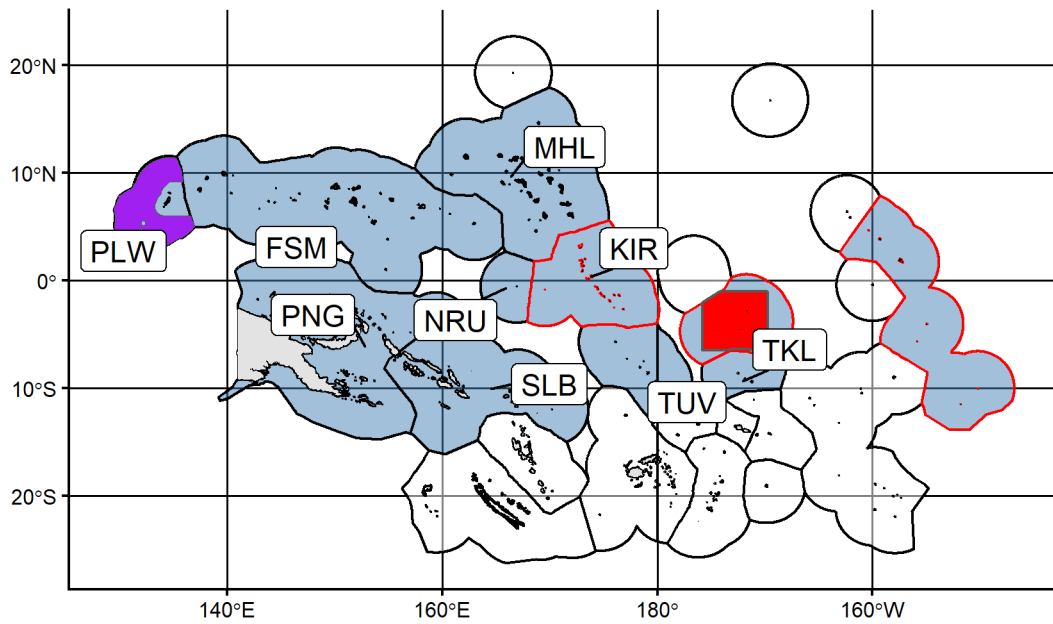 20°N
10°N
0°
10°S
20°S
MHL
PLW
FSM
KIR
PNG
NRU
TKL
SLB
TUV
140°E
160°E
180°
160°W